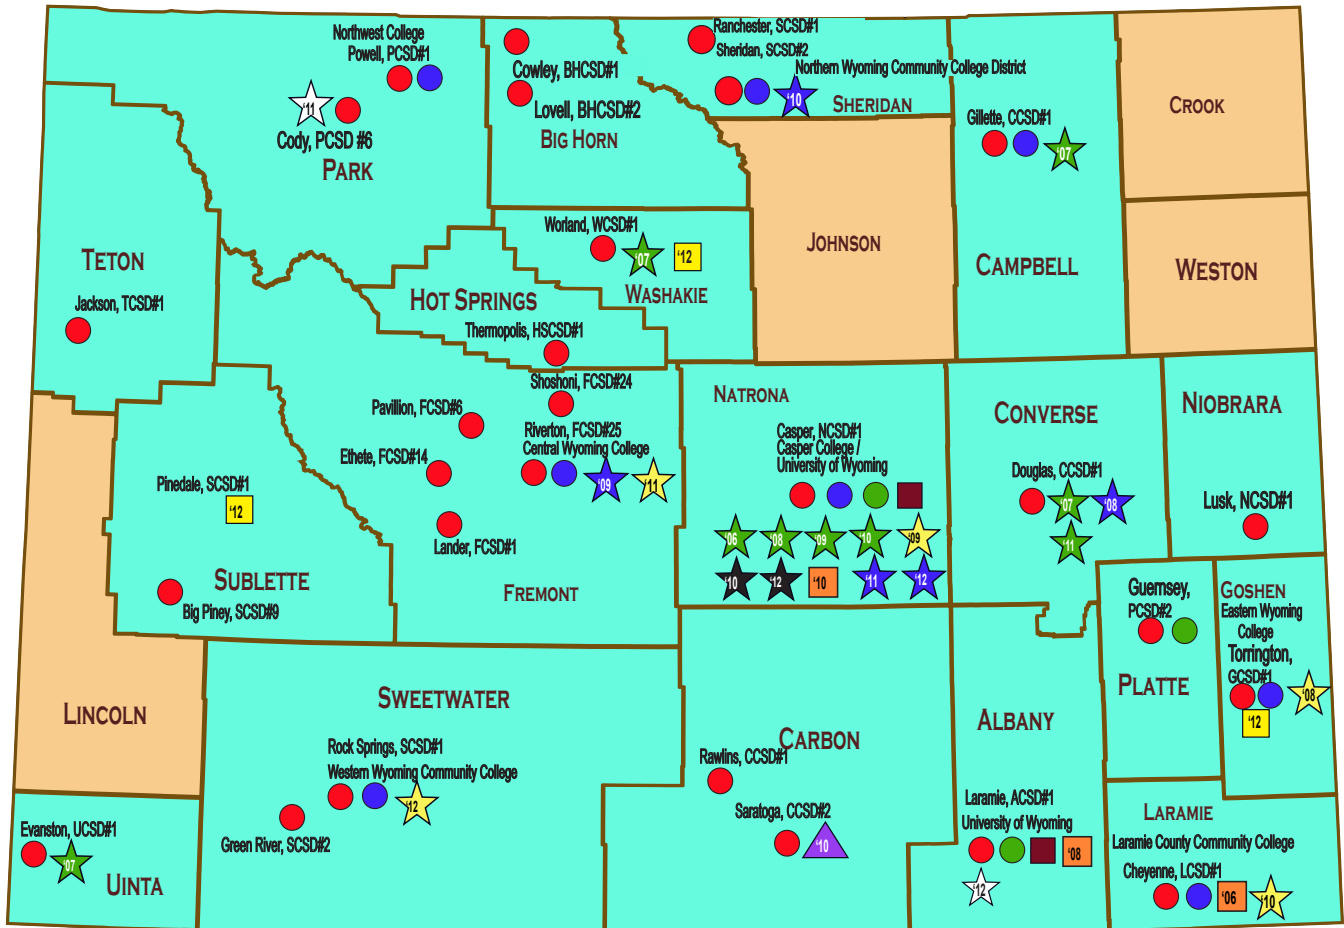 Northwest College
Powell, PCSD#1
'11
Cody, PCSD #6
PARK
Cowley, BHCSD#1
Lovell, BHCSD#2
BIG HORN
Ranchester, SCSD#1
Sheridan, SCSD#2
Northern Wyoming Community College District
'10
SHERIDAN
Gillette, CCSD#1
'07
CAMPBELL
CROOK
WESTON
JOHNSON
TETON
Jackson, TCSD#1
Worland, WCSD#1
'07
'12
WASHAKIE
HOT SPRINGS
Thermopolis, HSCSD#1
Shoshoni, FCSD#24
Pavillion, FCSD#6
Riverton, FCSD#25
Central Wyoming College
'09
'11
Ethete, FCSD#14
Lander, FCSD#1
FREMONT
Pinedale, SCSD#1
'12
SUBLETTE
Big Piney, SCSD#9
NATRONA
Casper, NCSD#1
Casper College /
University of Wyoming
'06
'08
'09
'10
'09
'10
'12
'10
'11
'12
CONVERSE
Douglas, CCSD#1
'07
'08
'11
NIOBRARA
Lusk, NCSD#1
Guernsey,
PCSD#2
PLATTE
GOSHEN
Eastern Wyoming
College
Torrington,
GCSD#1
'08
'12
LINCOLN
SWEETWATER
Rock Springs, SCSD#1
Western Wyoming Community College
'12
Green River, SCSD#2
CARBON
Rawlins, CCSD#1
Saratoga, CCSD#2
'10
ALBANY
Laramie, ACSD#1
University of Wyoming
'08
'12
LARAMIE
Laramie County Community College
Cheyenne, LCSD#1
'06
'10
Evanston, UCSD#1
'07
UINTA